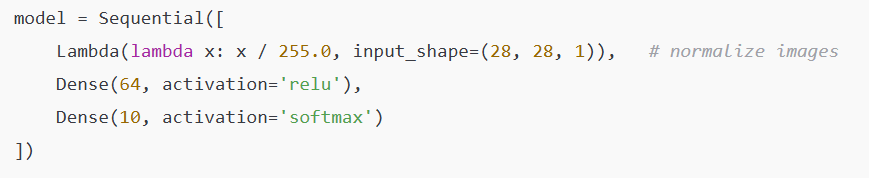 model = Sequential([
    Lambda(lambda x: x / 255.0, input_shape=(28, 28, 1)),   # normalize images
    Dense(64, activation='relu'),
    Dense(10, activation='softmax')
])